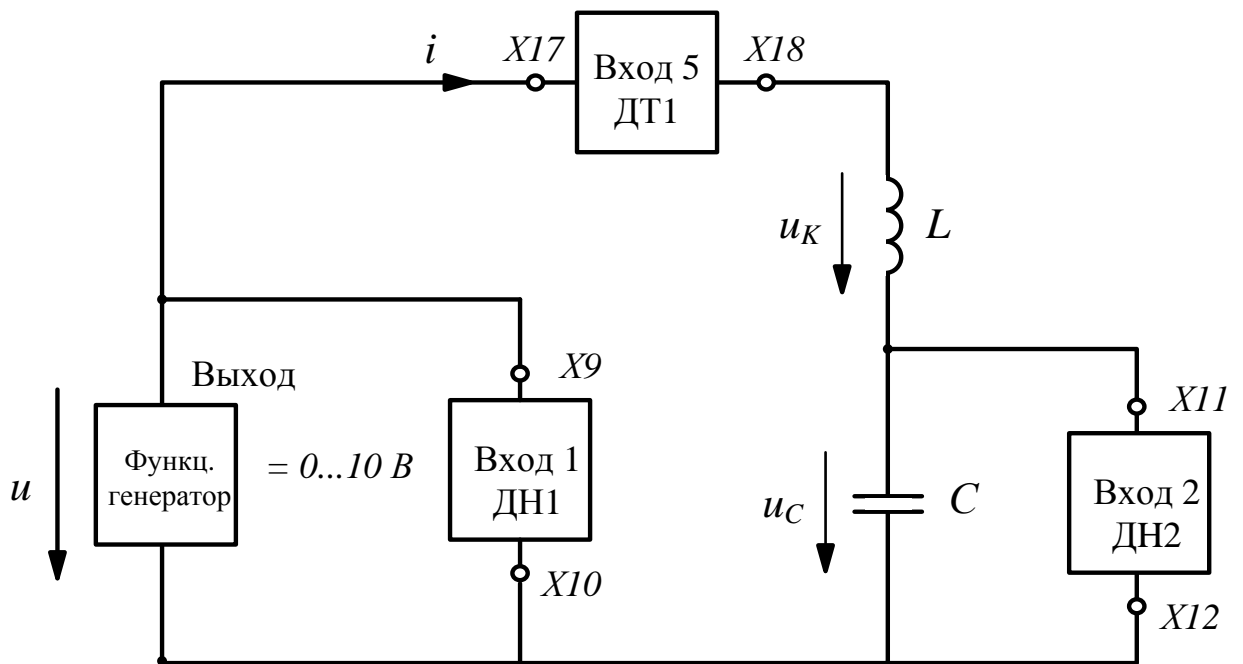 i
X17
Вход 5
ДТ1
X18
u_K
L
Выход
X9
u
Функц.
генератор
= 0...10 В
Вход 1
ДН1
X10
u_C
C
X11
Вход 2
ДН2
X12